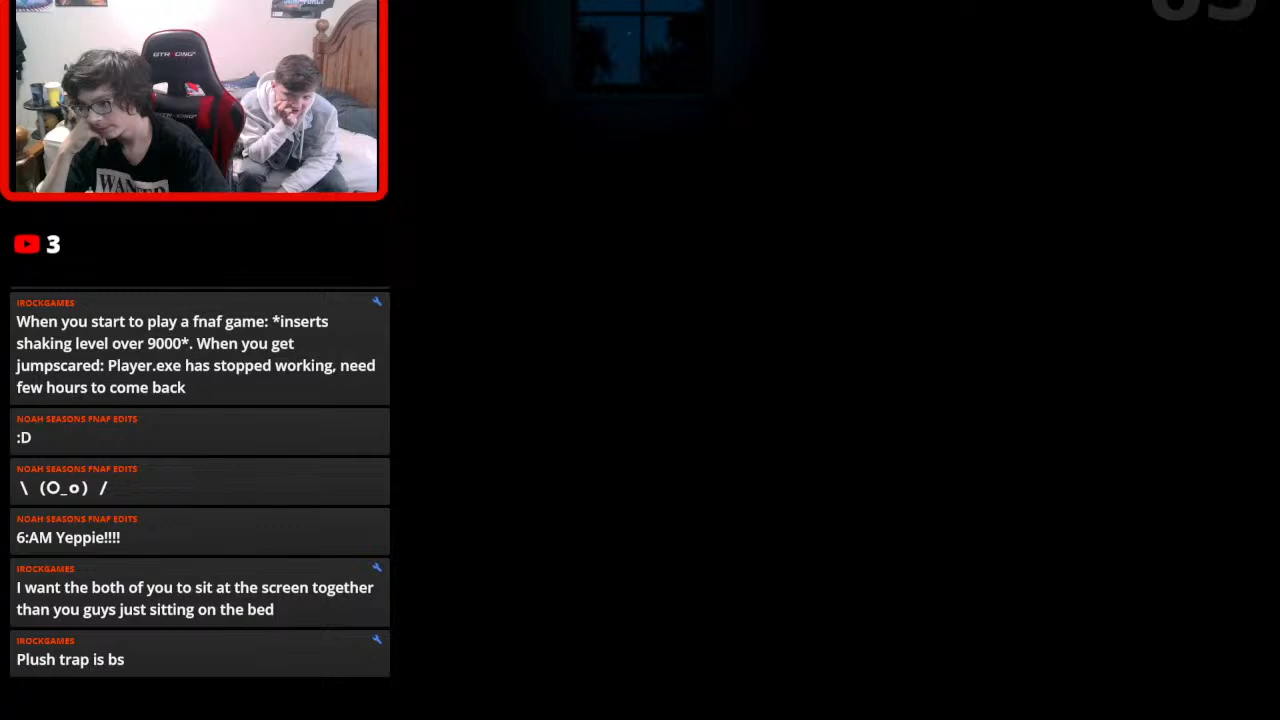 GTRACING
WANTED
3
IROCKGAMES
When you start to play a fnaf game: *inserts
shaking level over 9000*. When you get
jumpscared: Player.exe has stopped working, need
few hours to come back
NOAH SEASONS FNAF EDITS
:D
NOAH SEASONS FNAF EDITS
\ (O_o) /
NOAH SEASONS FNAF EDITS
6:AM Yeppie!!!!
IROCKGAMES
I want the both of you to sit at the screen together
than you guys just sitting on the bed
IROCKGAMES
Plush trap is bs